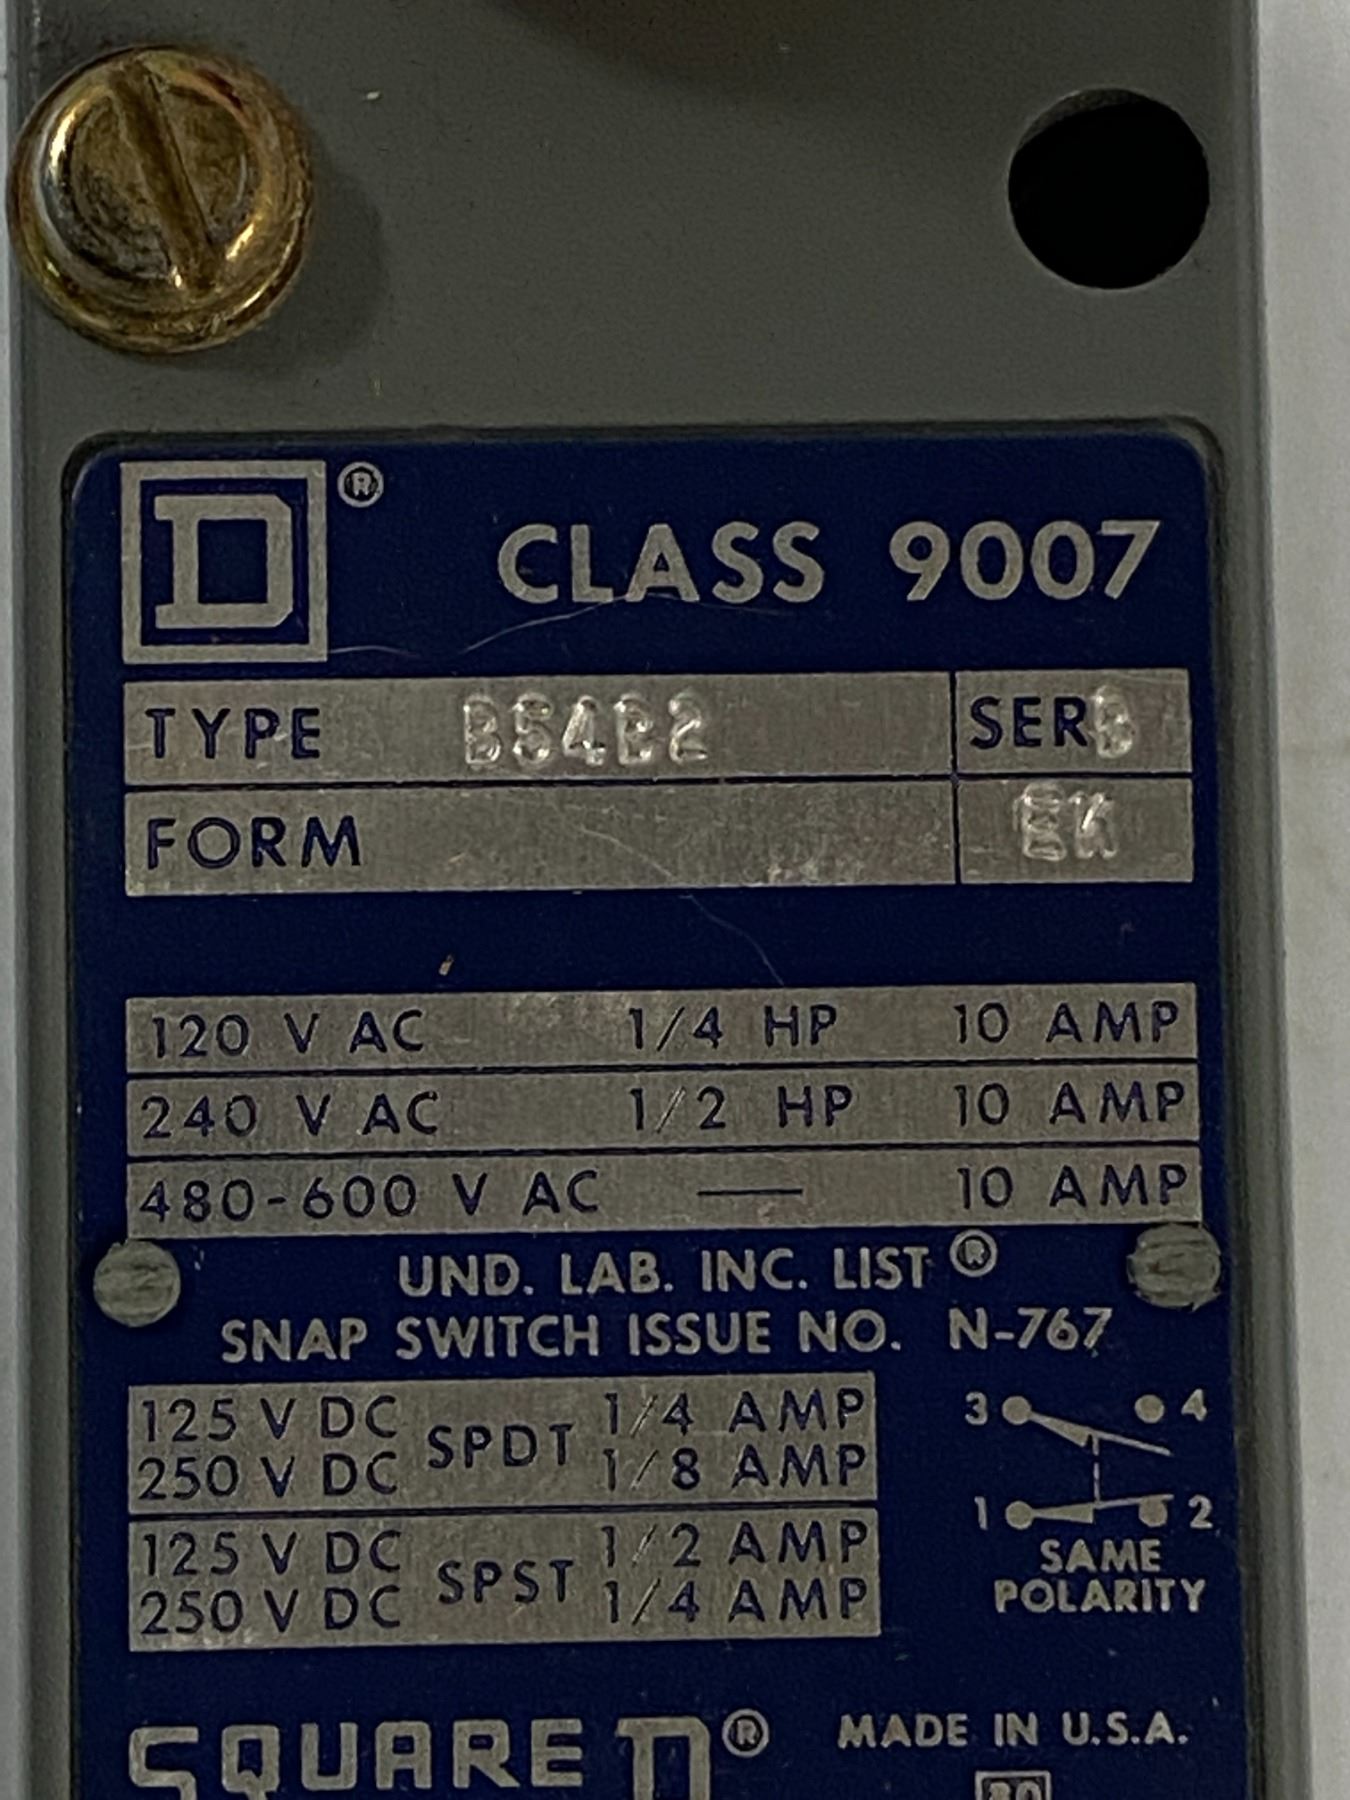 D ®
CLASS 9007
TYPE B54B2 SER B
FORM EK
120 V AC 1/4 HP 10 AMP
240 V AC 1/2 HP 10 AMP
480-600 V AC — 10 AMP
UND. LAB. INC. LIST ®
SNAP SWITCH ISSUE NO. N-767
125 V DC SPDT 1/4 AMP
250 V DC 1/8 AMP
125 V DC SPST 1/2 AMP
250 V DC 1/4 AMP
3 4
1 2
SAME
POLARITY
SQUARE D ® MADE IN U.S.A.